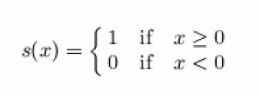 s(x) = { 1 if x ≥ 0
0 if x < 0